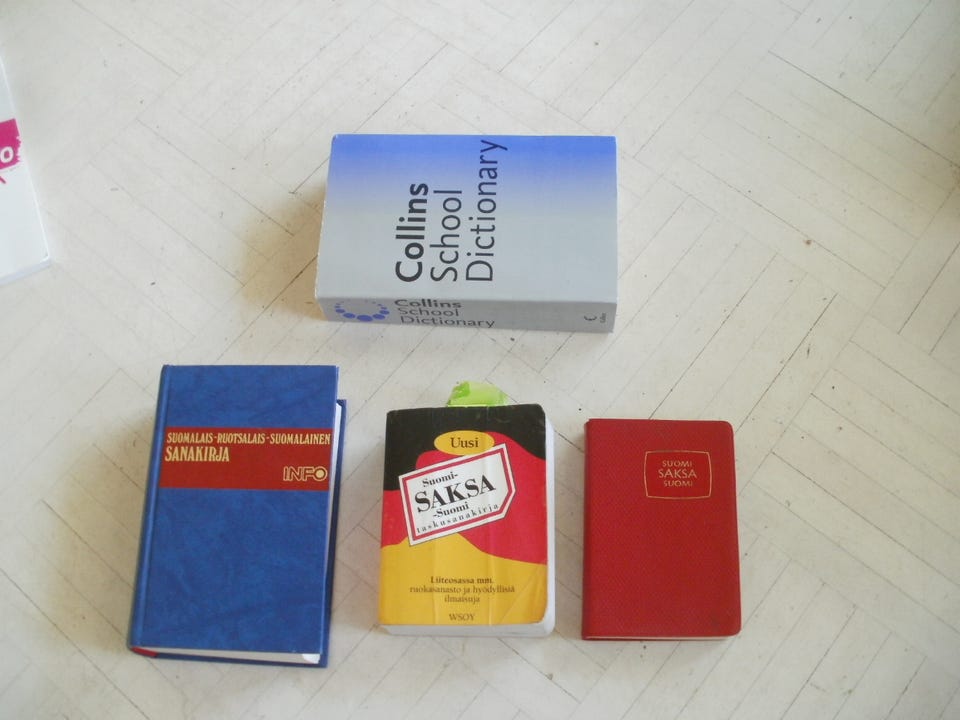 Collins
School
Dictionary
Collins
School
Dictionary
SUOMALAIS-RUOTSALAIS-SUOMALAINEN
SANAKIRJA
INFO
Uusi
Suomi-
SAKSA
-Suomi
taskusanakirja
Liiteosassa mm.
ruokasanasto ja hyödyllisiä
ilmaisuja
WSOY
SUOMI
SAKSA
SUOMI